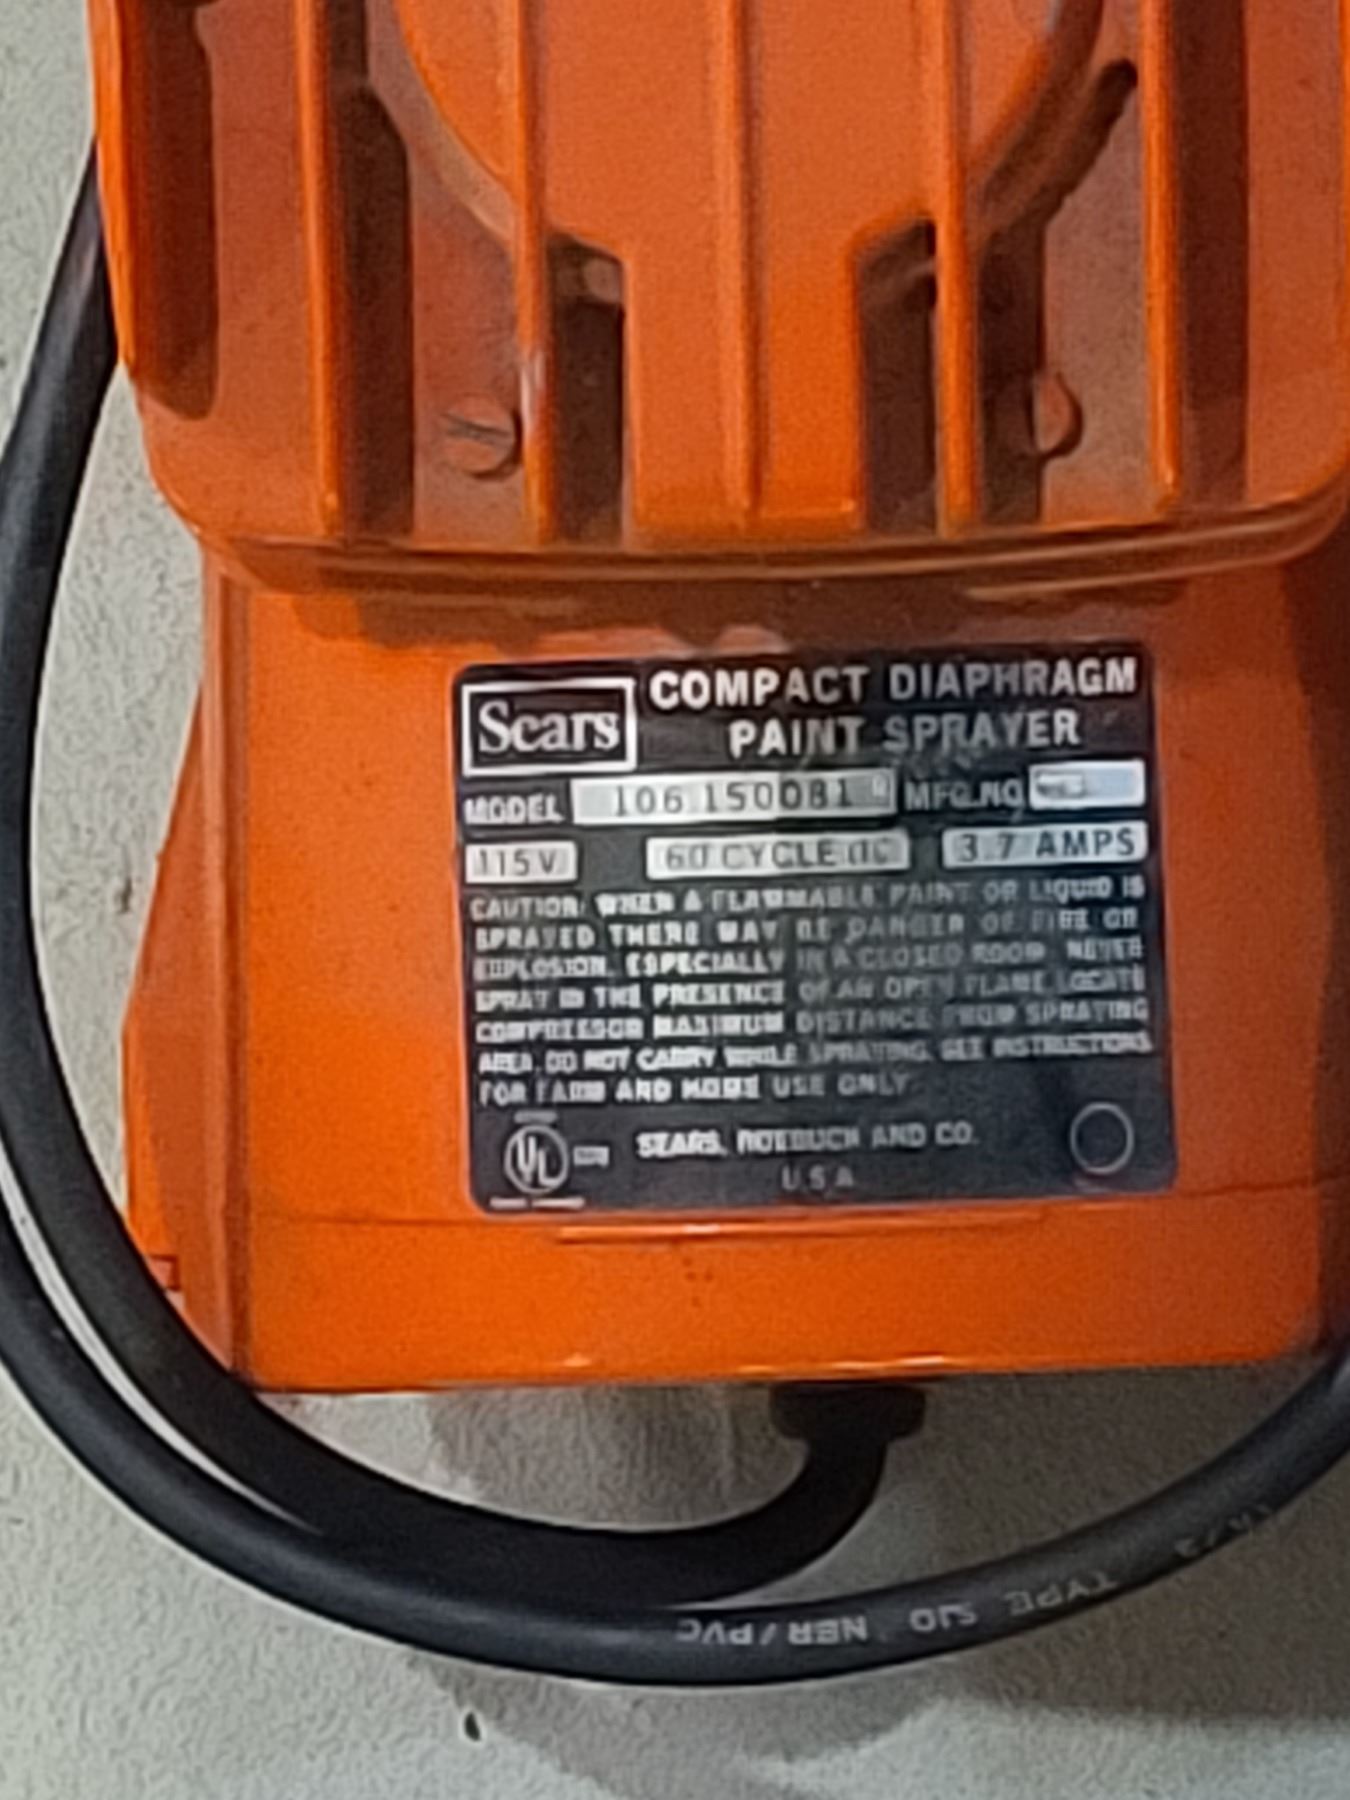 Sears
COMPACT DIAPHRAGM
PAINT SPRAYER
MODEL 106 150081 MFG.NO.
115 V 60 CYCLE AC 3.7 AMPS
CAUTION: WHEN A FLAMMABLE PAINT OR LIQUID IS
SPRAYED THERE MAY BE DANGER OF FIRE OR
EXPLOSION, ESPECIALLY IN A CLOSED ROOM. NEVER
SPRAY IN THE PRESENCE OF AN OPEN FLAME. LOCATE
COMPRESSOR MAXIMUM DISTANCE FROM SPRAYING
AREA. DO NOT CARRY WHILE SPRAYING. SEE INSTRUCTIONS.
FOR FARM AND HOME USE ONLY
UL
SEARS, ROEBUCK AND CO.
U.S.A.
TYPE SJO NER/PVC